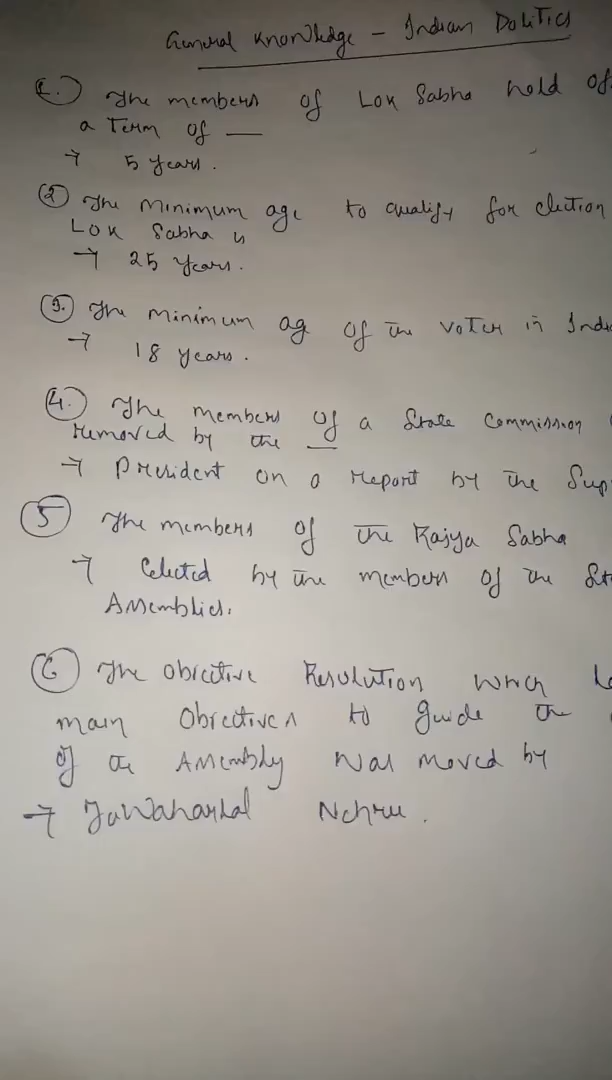 General Knowledge - Indian Politics
1. The members of Lok Sabha hold of
a Term of __
→ 5 years.
2 The minimum age to qualify for election
Lok Sabha is
→ 25 years.
3. The minimum ag of the voter in Indi
→ 18 years.
4. The members of a State Commission
removed by the __
→ President on a report by the Sup
5 The members of the Rajya Sabha
→ elected by the members of the St
Assemblies.
6 The objective Resolution which
main objectives to guide the
of the Assembly was moved by
→ Jawaharlal Nehru.